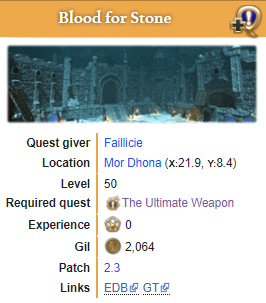 Blood for Stone
Quest giver Faillicie
Location Mor Dhona (X:21.9, Y:8.4)
Level 50
Required quest The Ultimate Weapon
Experience 0
Gil 2,064
Patch 2.3
Links EDB GT